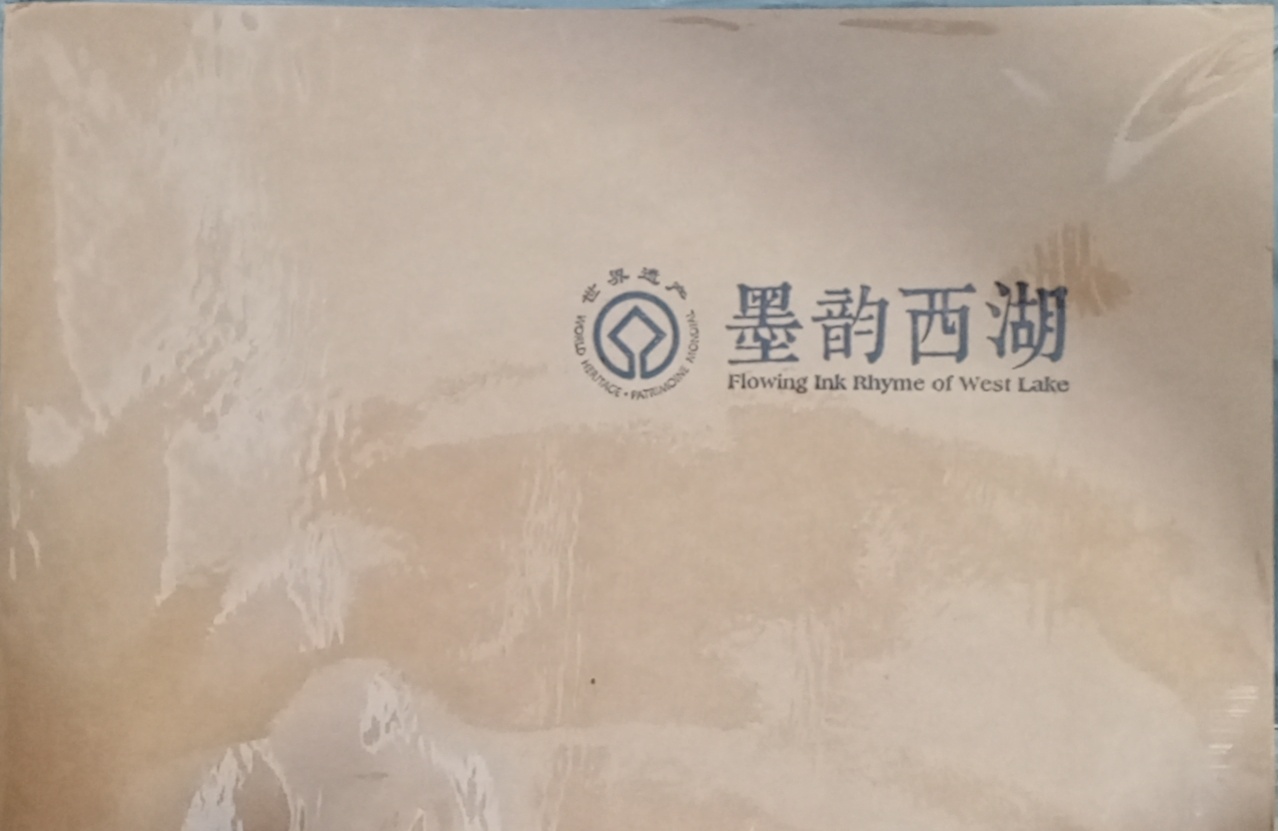 世界遗产
WORLD HERITAGE • PATRIMOINE MONDIAL
墨韵西湖
Flowing Ink Rhyme of West Lake